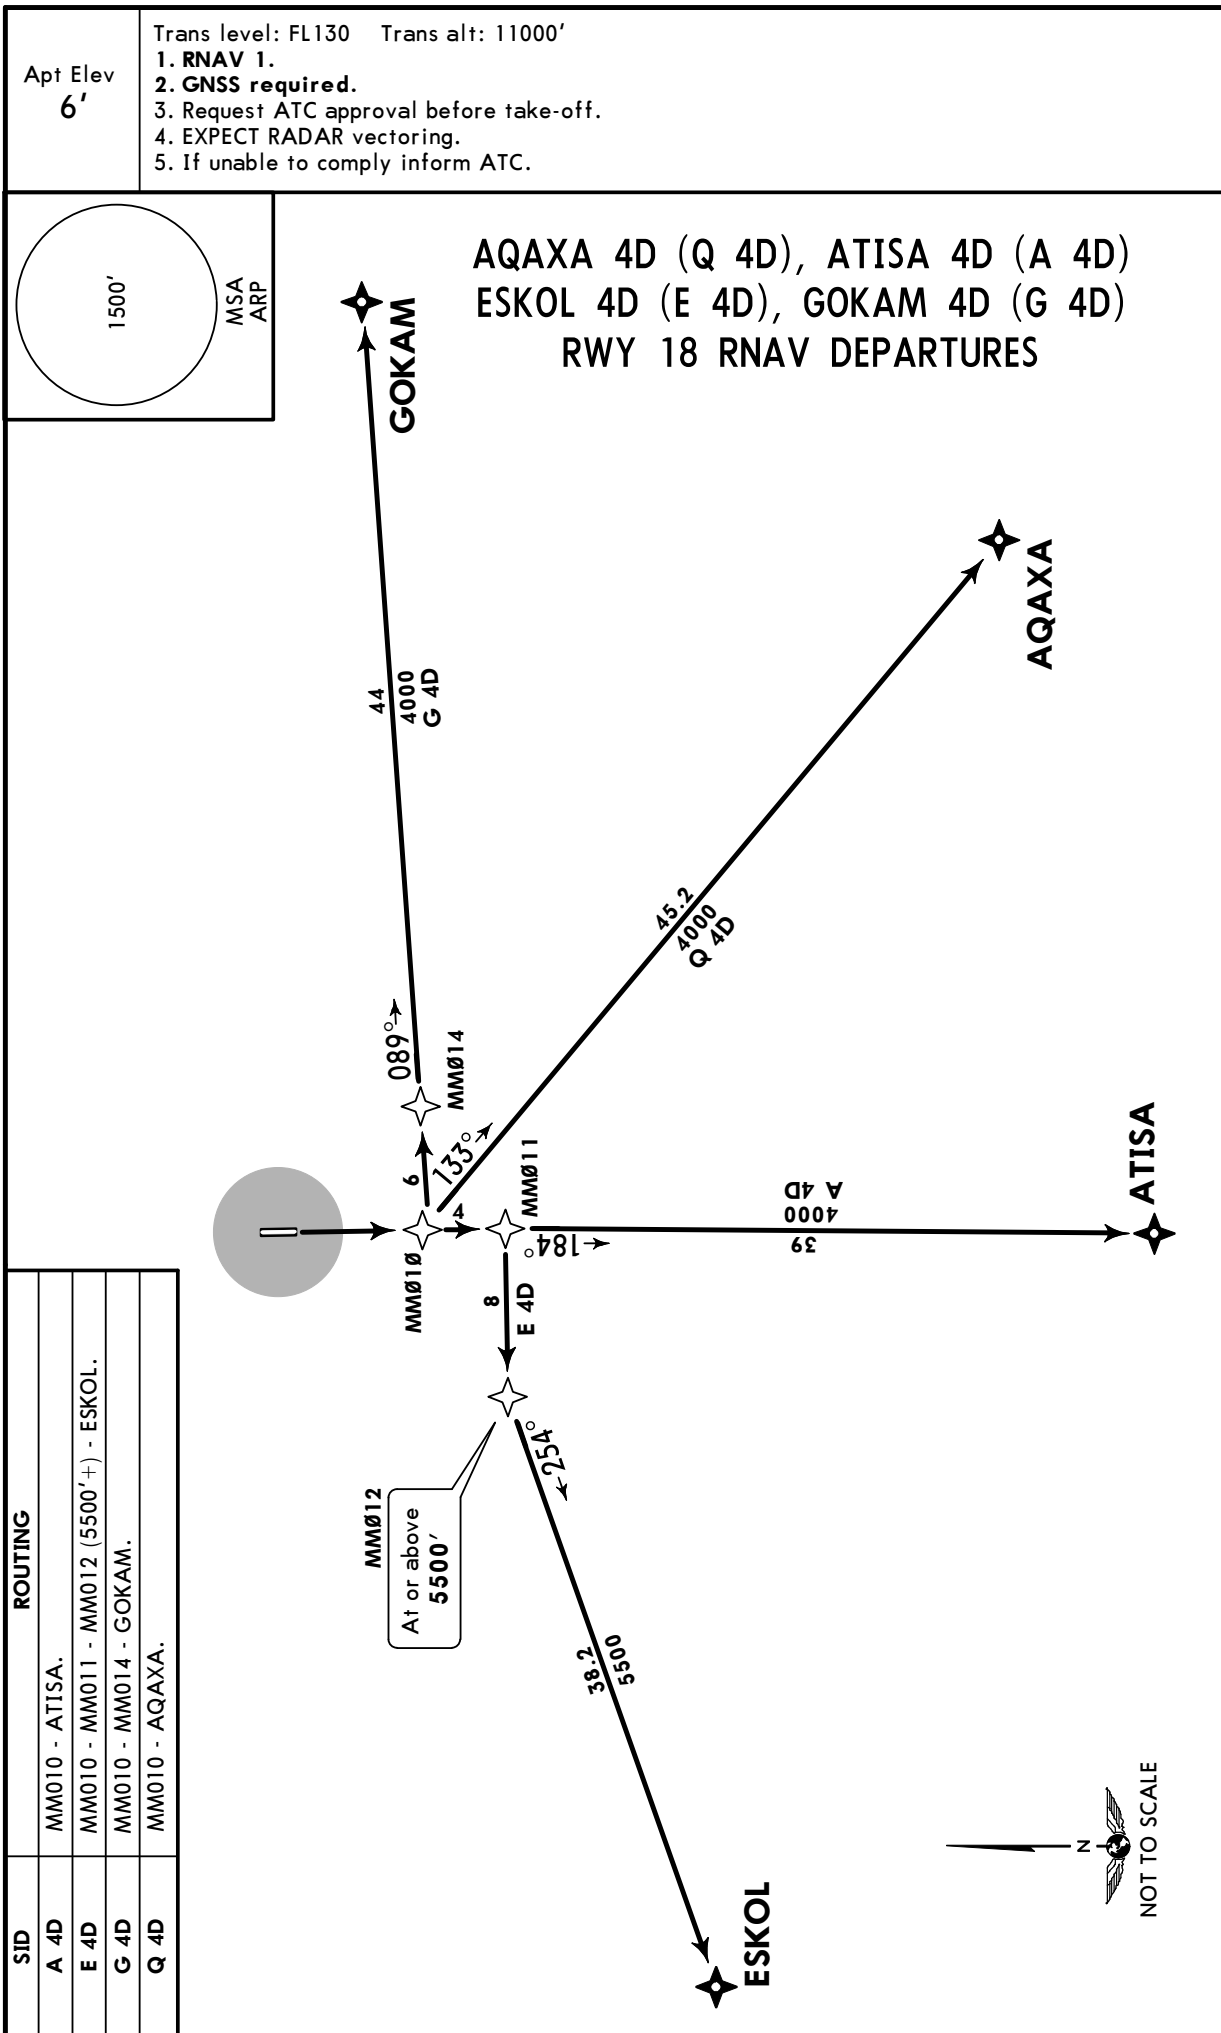 Apt Elev
6'
Trans level: FL130 Trans alt: 11000'
1. RNAV 1.
2. GNSS required.
3. Request ATC approval before take-off.
4. EXPECT RADAR vectoring.
5. If unable to comply inform ATC.
1500'
MSA
ARP
AQAXA 4D (Q 4D), ATISA 4D (A 4D)
ESKOL 4D (E 4D), GOKAM 4D (G 4D)
RWY 18 RNAV DEPARTURES
GOKAM
44
4000
G 4D
089°
MMØ14
6
AQAXA
45.2
4000
Q 4D
133°
MMØ10
4
MMØ11
184°
39
4000
A 4D
ATISA
8
E 4D
MMØ12
At or above
5500'
254°
38.2
5500
ESKOL
SID ROUTING
A 4D MM010 - ATISA.
E 4D MM010 - MM011 - MM012 (5500'+) - ESKOL.
G 4D MM010 - MM014 - GOKAM.
Q 4D MM010 - AQAXA.
N
NOT TO SCALE